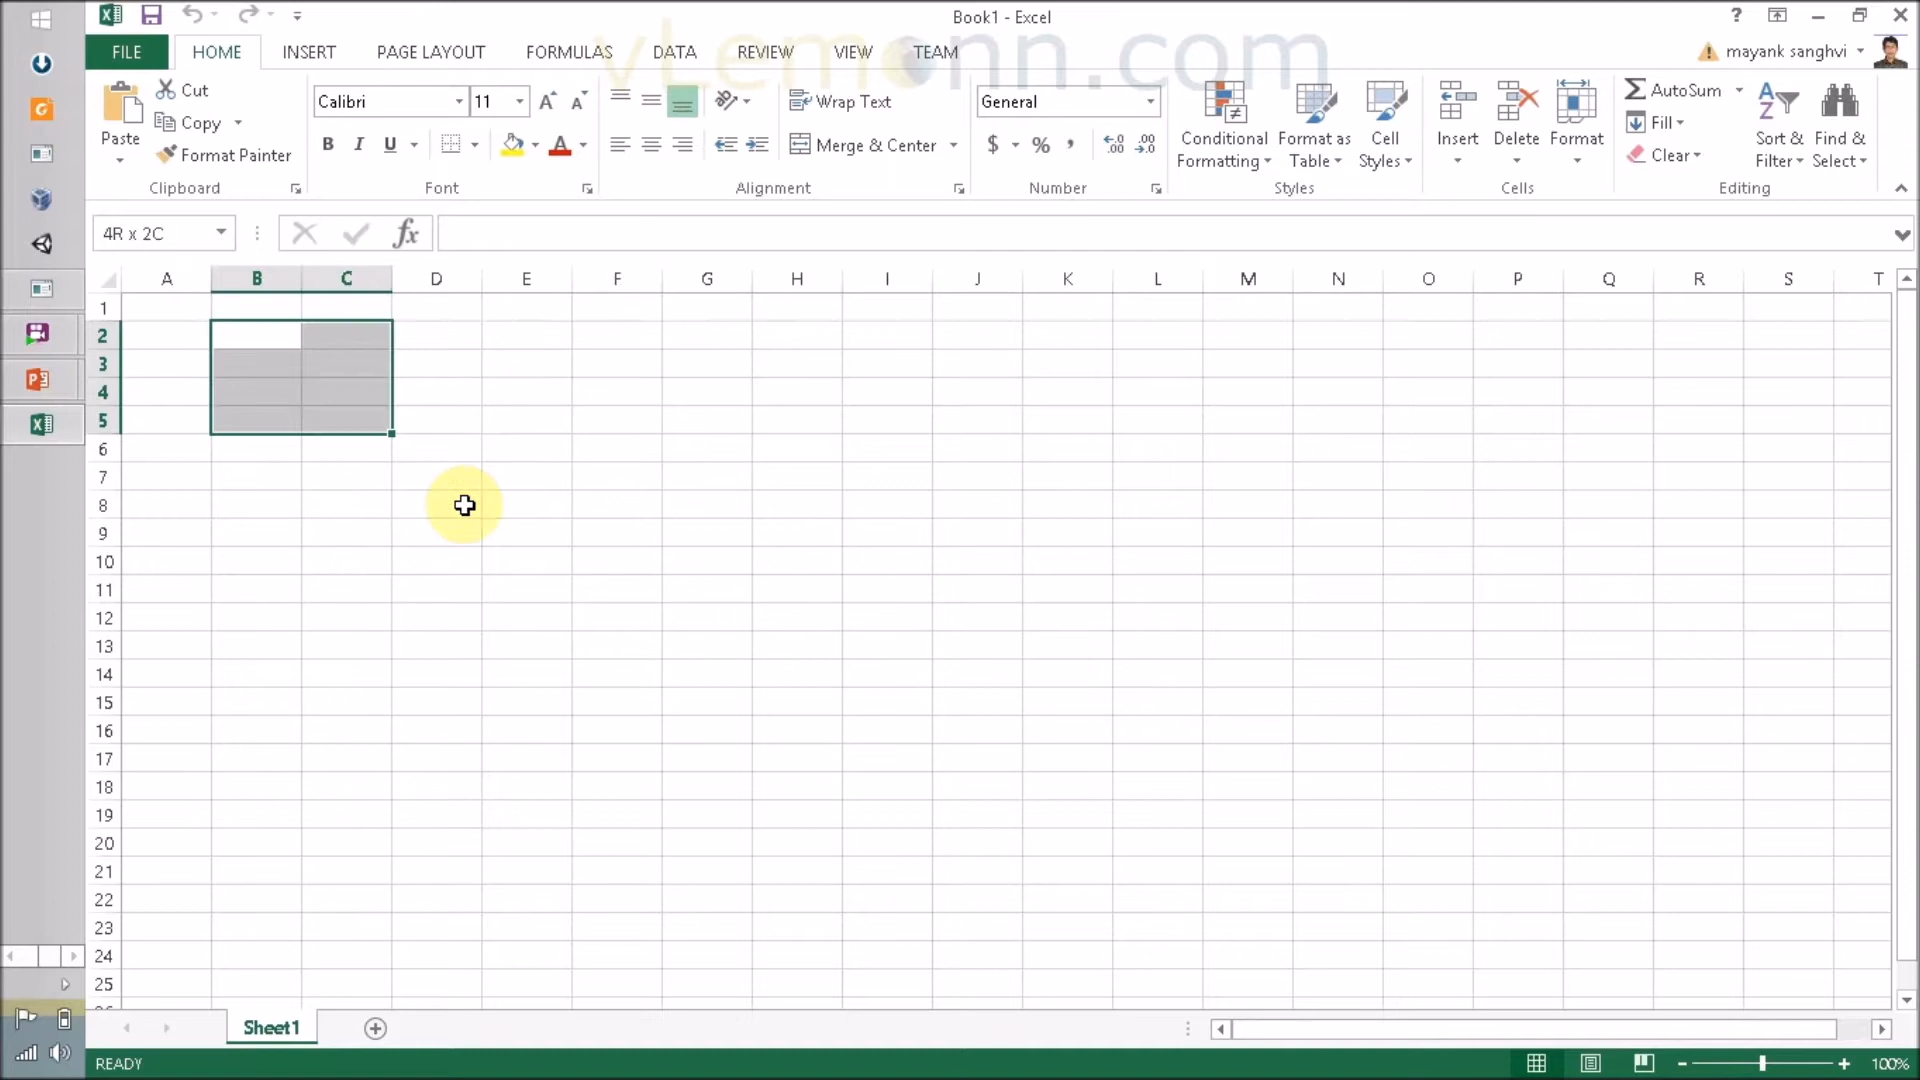 Book1 - Excel
?
FILE HOME INSERT PAGE LAYOUT FORMULAS DATA REVIEW VIEW TEAM
mayank sanghvi
vLemonn.com
Paste
Cut
Copy
Format Painter
Clipboard
Calibri 11
B I U A
Font
Wrap Text
Merge & Center
Alignment
General
$ % ,
Number
Conditional Formatting
Format as Table
Cell Styles
Styles
Insert Delete Format
Cells
AutoSum
Fill
Clear
Sort & Filter
Find & Select
Editing
4R x 2C
fx
A B C D E F G H I J K L M N O P Q R S T
1
2
3
4
5
6
7
8
9
10
11
12
13
14
15
16
17
18
19
20
21
22
23
24
25
Sheet1
READY
100%